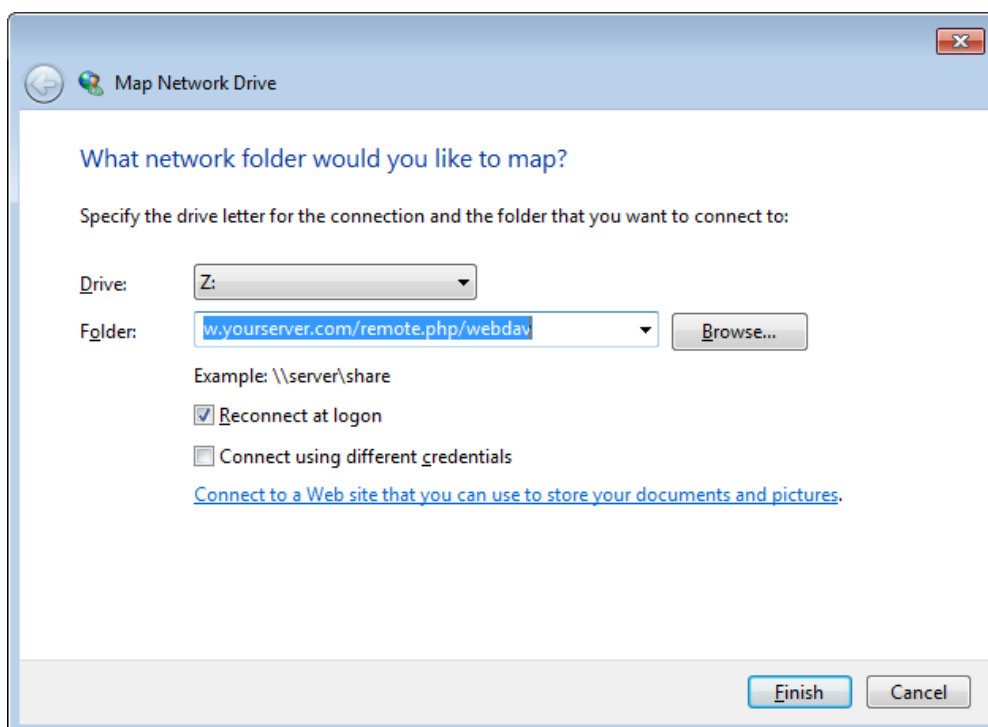 Map Network Drive
What network folder would you like to map?
Specify the drive letter for the connection and the folder that you want to connect to:
Drive: Z:
Folder: w.yourserver.com/remote.php/webdav Browse...
Example: \\server\share
Reconnect at logon
Connect using different credentials
Connect to a Web site that you can use to store your documents and pictures.
Finish Cancel